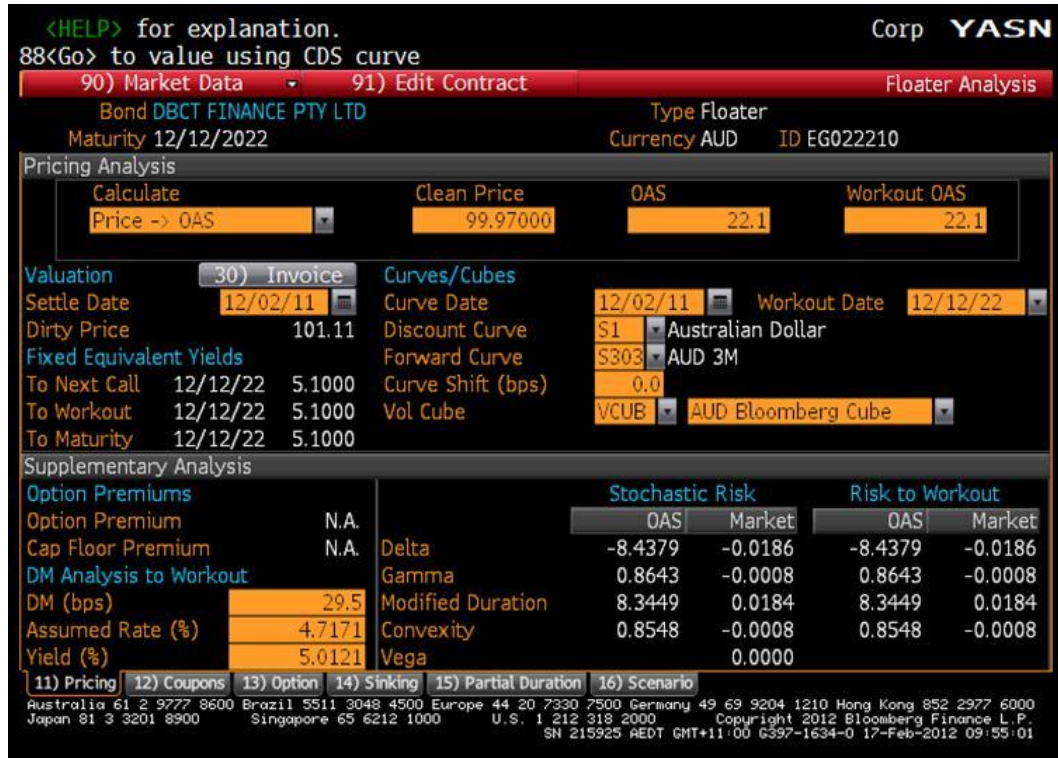 <HELP> for explanation. Corp YASN
88<Go> to value using CDS curve
90) Market Data 91) Edit Contract Floater Analysis
Bond DBCT FINANCE PTY LTD Type Floater
Maturity 12/12/2022 Currency AUD ID EG022210
Pricing Analysis
Calculate Clean Price OAS Workout OAS
Price -> OAS 99.97000 22.1 22.1
Valuation 30) Invoice Curves/Cubes
Settle Date 12/02/11 Curve Date 12/02/11 Workout Date 12/12/22
Dirty Price 101.11 Discount Curve S1 Australian Dollar
Fixed Equivalent Yields Forward Curve S303 AUD 3M
To Next Call 12/12/22 5.1000 Curve Shift (bps) 0.0
To Workout 12/12/22 5.1000 Vol Cube VCUB AUD Bloomberg Cube
To Maturity 12/12/22 5.1000
Supplementary Analysis
Option Premiums Stochastic Risk Risk to Workout
Option Premium N.A. OAS Market OAS Market
Cap Floor Premium N.A. Delta -8.4379 -0.0186 -8.4379 -0.0186
DM Analysis to Workout Gamma 0.8643 -0.0008 0.8643 -0.0008
DM (bps) 29.5 Modified Duration 8.3449 0.0184 8.3449 0.0184
Assumed Rate (%) 4.7171 Convexity 0.8548 -0.0008 0.8548 -0.0008
Yield (%) 5.0121 Vega 0.0000
11) Pricing 12) Coupons 13) Option 14) Sinking 15) Partial Duration 16) Scenario
Australia 61 2 9777 8600 Brazil 5511 3048 4500 Europe 44 20 7330 7500 Germany 49 69 9204 1210 Hong Kong 852 2977 6000
Japan 81 3 3201 8900 Singapore 65 6212 1000 U.S. 1 212 318 2000 Copyright 2012 Bloomberg Finance L.P.
SN 215925 AEDT GMT+11:00 G397-1634-0 17-Feb-2012 09:55:01